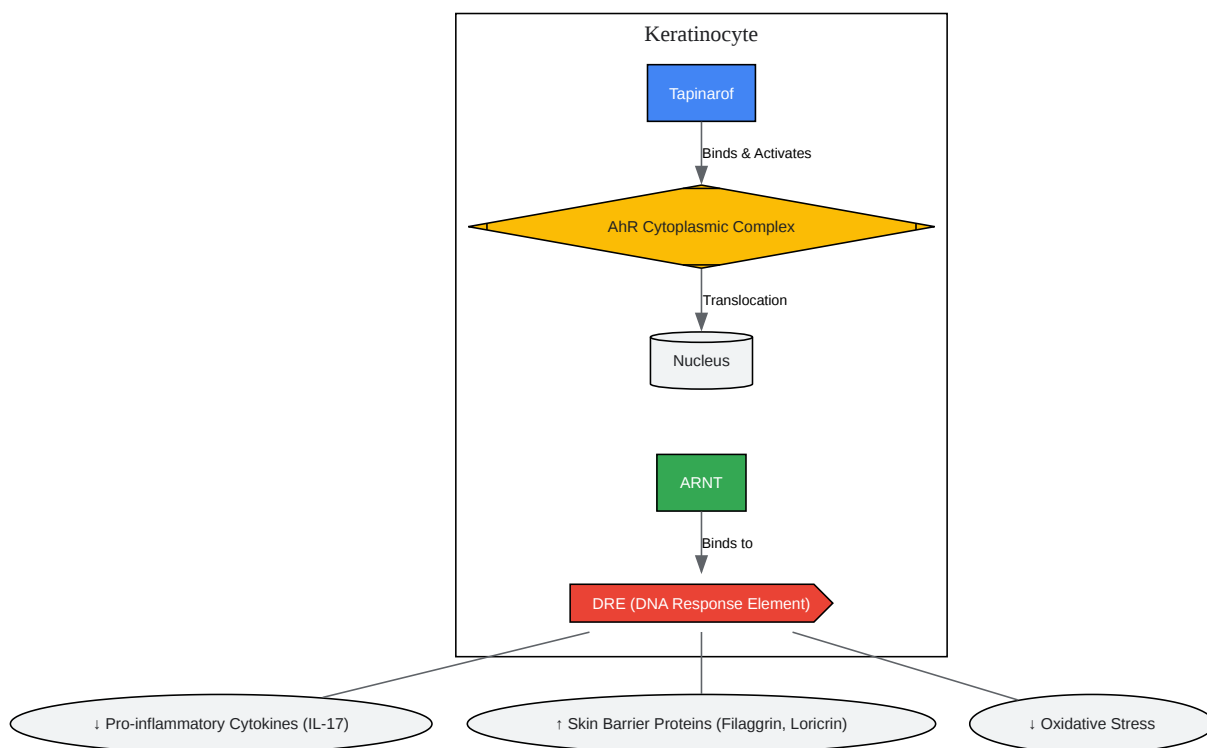 Keratinocyte
Tapinarof
Binds & Activates
AhR Cytoplasmic Complex
Translocation
Nucleus
ARNT
Binds to
DRE (DNA Response Element)
↓ Pro-inflammatory Cytokines (IL-17)
↑ Skin Barrier Proteins (Filaggrin, Loricrin)
↓ Oxidative Stress